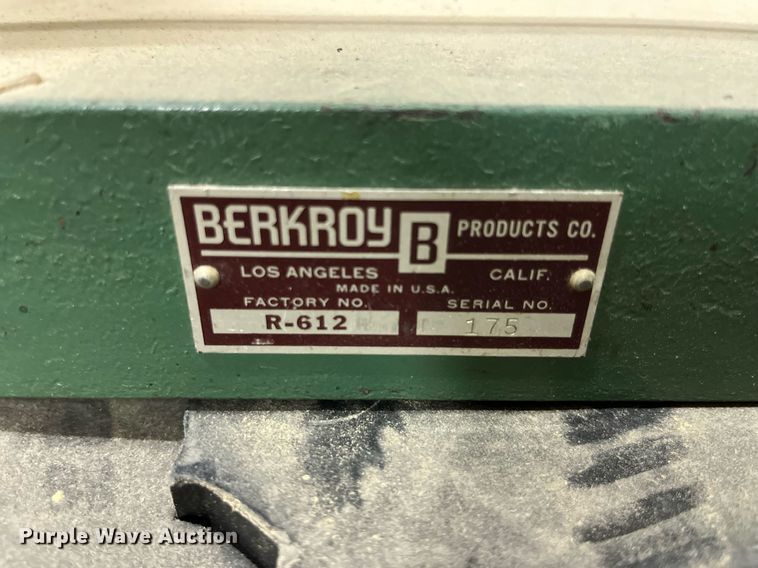 BERKROY B PRODUCTS CO.
LOS ANGELES CALIF.
MADE IN U.S.A.
FACTORY NO. SERIAL NO.
R-612 175
Purple Wave Auction